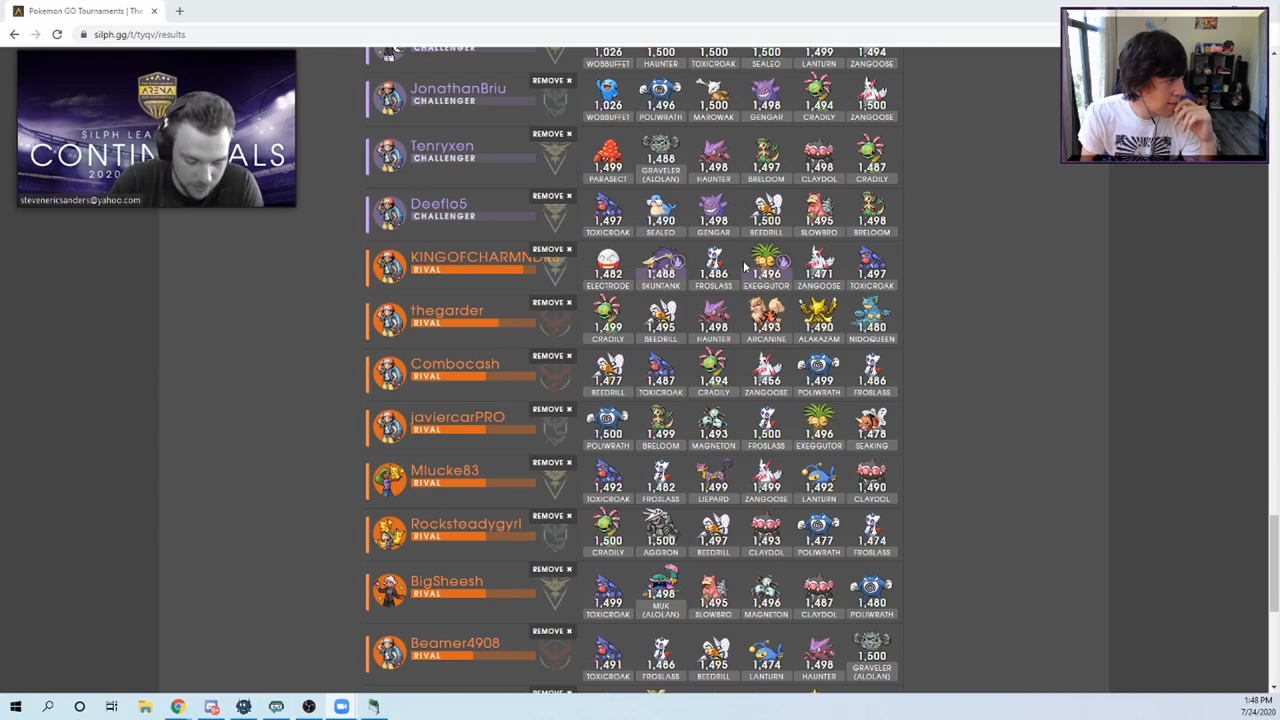 Pokemon GO Tournaments | The
silph.gg/t/tyqv/results
ARENA
SILPH LEA
CONTIN ALS
2020
stevenericsanders@yahoo.com
CHALLENGER
1,026 1,500 1,500 1,500 1,499 1,494
WOBBUFFET HAUNTER TOXICROAK SEALEO LANTURN ZANGOOSE
JonathanBriu REMOVE ×
CHALLENGER
1,026 1,496 1,500 1,498 1,494 1,500
WOBBUFFET POLIWRATH MAROWAK GENGAR CRADILY ZANGOOSE
Tenryxen REMOVE ×
CHALLENGER
1,499 1,488 1,498 1,497 1,498 1,487
PARASECT GRAVELER (ALOLAN) HAUNTER BRELOOM CLAYDOL CRADILY
Deeflo5 REMOVE ×
CHALLENGER
1,497 1,490 1,498 1,500 1,495 1,498
TOXICROAK SEALEO GENGAR BEEDRILL SLOWBRO BRELOOM
KINGOFCHARMNDRS REMOVE ×
RIVAL
1,482 1,488 1,486 1,496 1,471 1,497
ELECTRODE SKUNTANK FROSLASS EXEGGUTOR ZANGOOSE TOXICROAK
thegarder REMOVE ×
RIVAL
1,499 1,495 1,498 1,493 1,490 1,480
CRADILY BEEDRILL HAUNTER ARCANINE ALAKAZAM NIDOQUEEN
Combocash REMOVE ×
RIVAL
1,477 1,487 1,494 1,456 1,499 1,486
BEEDRILL TOXICROAK CRADILY ZANGOOSE POLIWRATH FROSLASS
javiercarPRO REMOVE ×
RIVAL
1,500 1,499 1,493 1,500 1,496 1,478
POLIWRATH BRELOOM MAGNETON FROSLASS EXEGGUTOR SEAKING
Mlucke83 REMOVE ×
RIVAL
1,492 1,482 1,499 1,499 1,492 1,490
TOXICROAK FROSLASS LIEPARD ZANGOOSE LANTURN CLAYDOL
Rocksteadygyrl REMOVE ×
RIVAL
1,500 1,500 1,497 1,493 1,477 1,474
CRADILY AGGRON BEEDRILL CLAYDOL POLIWRATH FROSLASS
BigSheesh REMOVE ×
RIVAL
1,499 1,498 1,495 1,496 1,487 1,480
TOXICROAK MUK (ALOLAN) SLOWBRO MAGNETON CLAYDOL POLIWRATH
Beamer4908 REMOVE ×
RIVAL
1,491 1,486 1,495 1,474 1,498 1,500
TOXICROAK FROSLASS BEEDRILL LANTURN HAUNTER GRAVELER (ALOLAN)
1:48 PM
7/24/2020